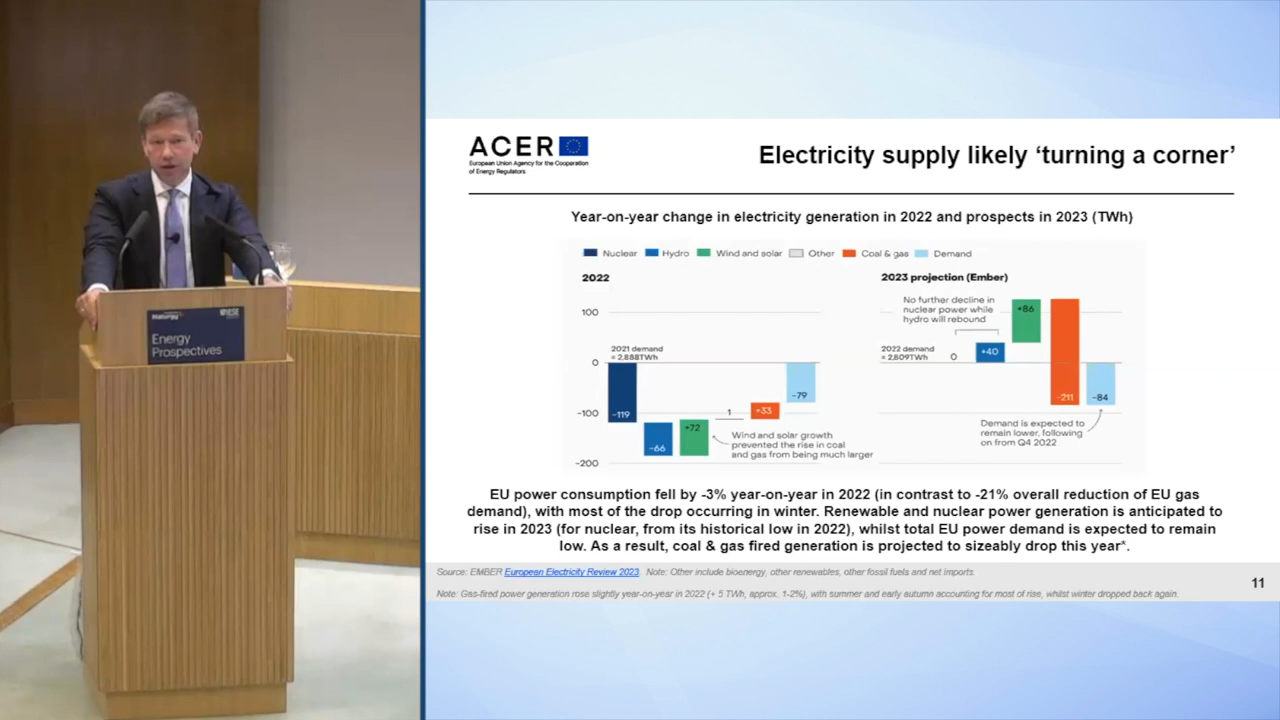 Naturgy
IESE
Energy
Prospectives
ACER
European Union Agency for the Cooperation
of Energy Regulators
Electricity supply likely ‘turning a corner’
Year-on-year change in electricity generation in 2022 and prospects in 2023 (TWh)
Nuclear Hydro Wind and solar Other Coal & gas Demand
2022
100
0
-100
-200
2021 demand
= 2,888TWh
-119
-66
+72
1
+33
-79
Wind and solar growth
prevented the rise in coal
and gas from being much larger
2023 projection (Ember)
No further decline in
nuclear power while
hydro will rebound
2022 demand
= 2,809TWh
0
+40
+86
-211
-84
Demand is expected to
remain lower, following
on from Q4 2022
EU power consumption fell by -3% year-on-year in 2022 (in contrast to -21% overall reduction of EU gas
demand), with most of the drop occurring in winter. Renewable and nuclear power generation is anticipated to
rise in 2023 (for nuclear, from its historical low in 2022), whilst total EU power demand is expected to remain
low. As a result, coal & gas fired generation is projected to sizeably drop this year*.
Source: EMBER European Electricity Review 2023. Note: Other include bioenergy, other renewables, other fossil fuels and net imports.
Note: Gas-fired power generation rose slightly year-on-year in 2022 (+ 5 TWh, approx. 1-2%), with summer and early autumn accounting for most of rise, whilst winter dropped back again.
11